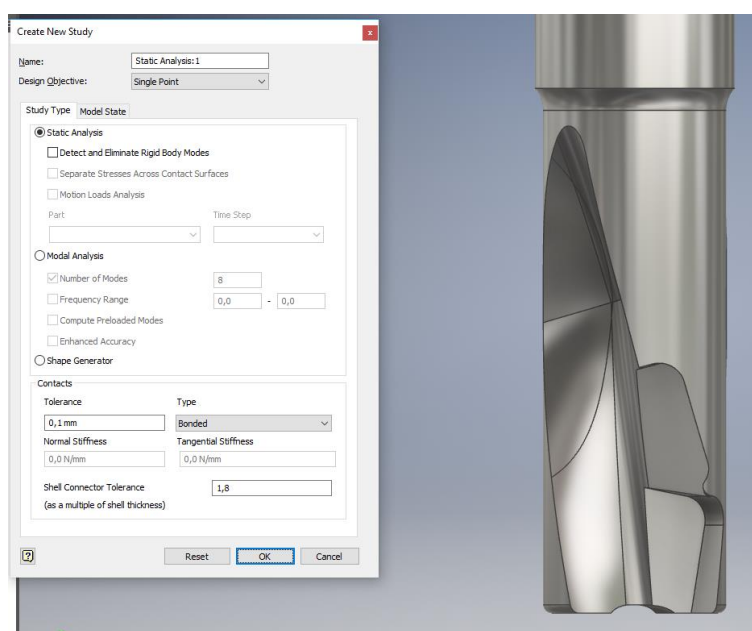 Create New Study
x
Name:
Static Analysis:1
Design Objective:
Single Point
Study Type
Model State
Static Analysis
Detect and Eliminate Rigid Body Modes
Separate Stresses Across Contact Surfaces
Motion Loads Analysis
Part
Time Step
Modal Analysis
Number of Modes
8
Frequency Range
0,0 - 0,0
Compute Preloaded Modes
Enhanced Accuracy
Shape Generator
Contacts
Tolerance
Type
0,1 mm
Bonded
Normal Stiffness
Tangential Stiffness
0,0 N/mm
0,0 N/mm
Shell Connector Tolerance
1,8
(as a multiple of shell thickness)
?
Reset
OK
Cancel